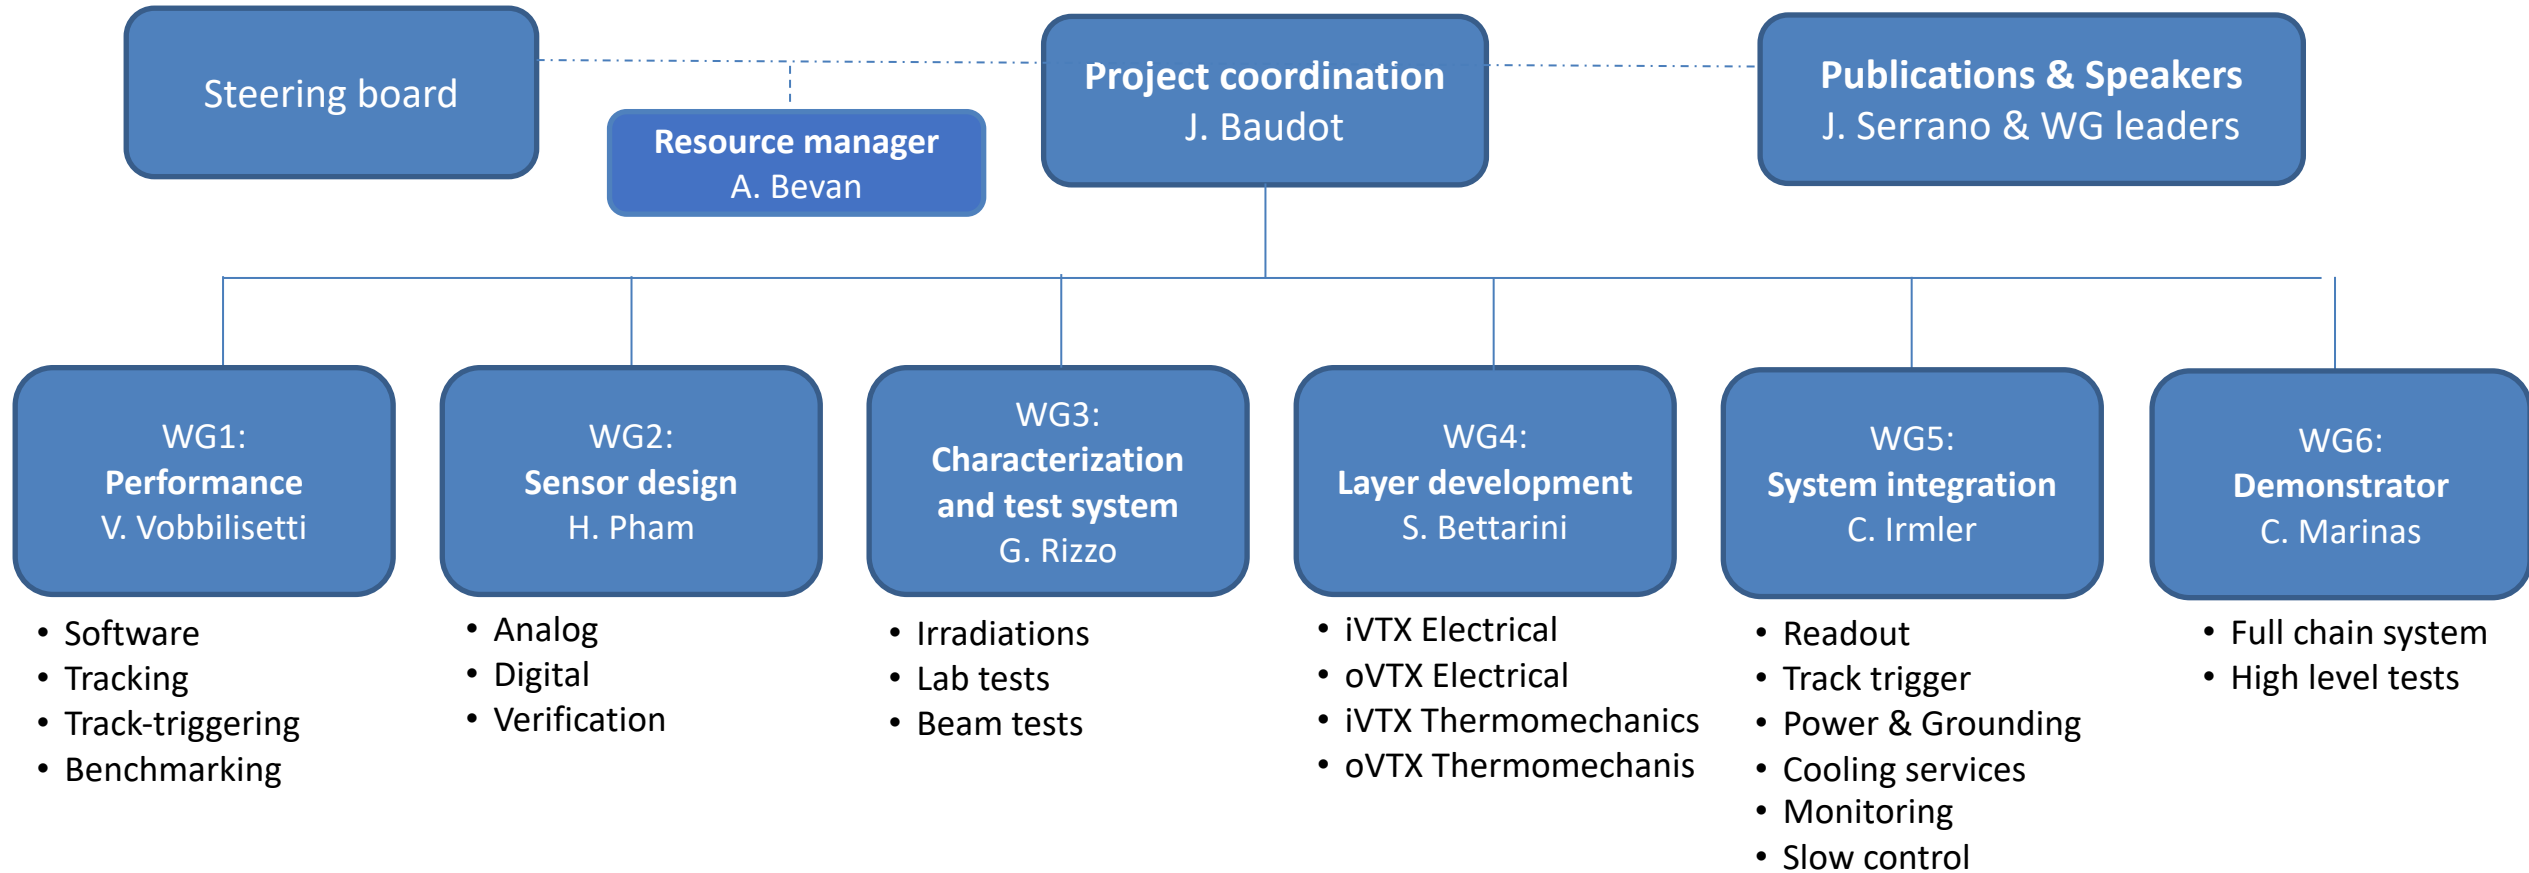 Steering board
Resource manager
A. Bevan
Project coordination
J. Baudot
Publications & Speakers
J. Serrano & WG leaders
WG1:
Performance
V. Vobbilisetti
• Software
• Tracking
• Track-triggering
• Benchmarking
WG2:
Sensor design
H. Pham
• Analog
• Digital
• Verification
WG3:
Characterization
and test system
G. Rizzo
• Irradiations
• Lab tests
• Beam tests
WG4:
Layer development
S. Bettarini
• iVTX Electrical
• oVTX Electrical
• iVTX Thermomechanics
• oVTX Thermomechanis
WG5:
System integration
C. Irmler
• Readout
• Track trigger
• Power & Grounding
• Cooling services
• Monitoring
• Slow control
WG6:
Demonstrator
C. Marinas
• Full chain system
• High level tests